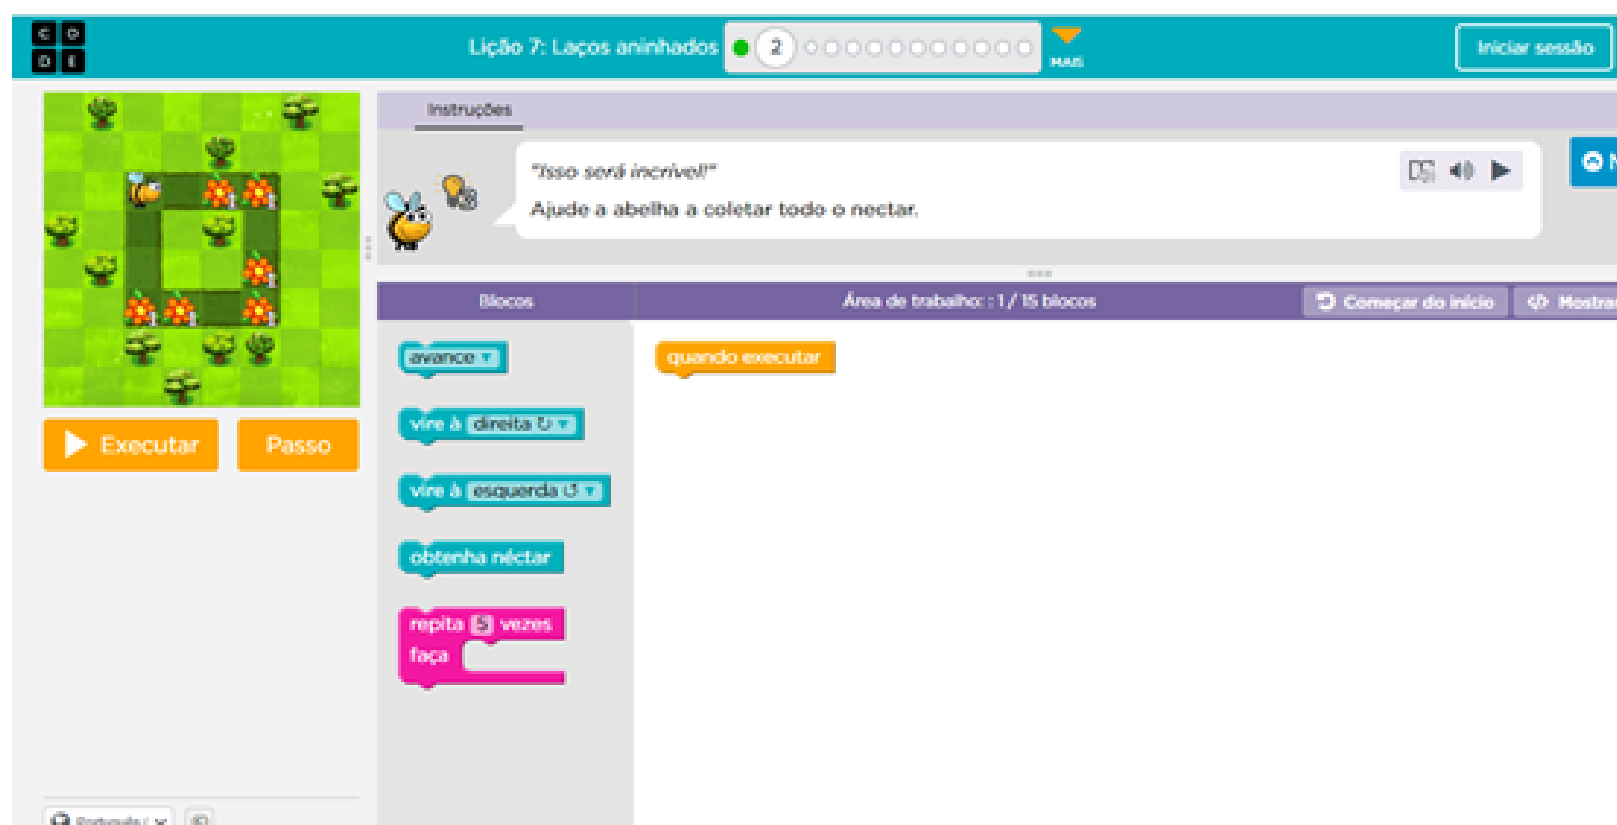 C O
D E
Lição 7: Laços aninhados
2
MAIS
Iniciar sessão
Instruções
"Isso será incrível!"
Ajude a abelha a coletar todo o nectar.
N
Blocos
Área de trabalho: : 1 / 15 blocos
Começar do início
Mostrar
avance
quando executar
vire à direita ↻
Executar
Passo
vire à esquerda ↺
obtenha néctar
repita 5 vezes
faça
Português (